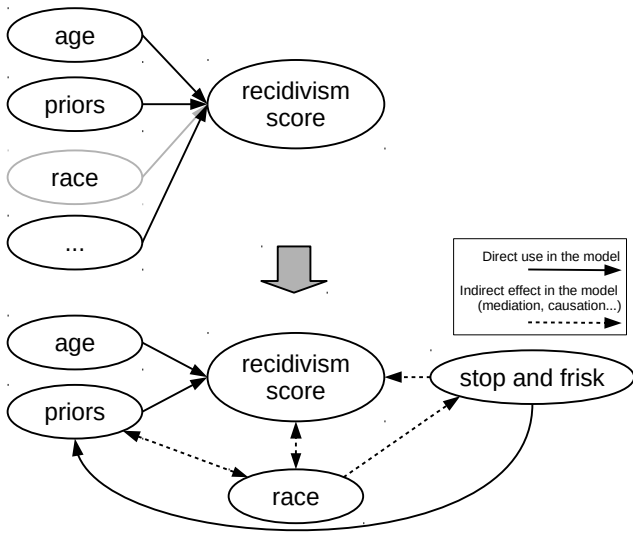 age
priors
race
...
recidivism
score
Direct use in the model
Indirect effect in the model
(mediation, causation...)
age
priors
recidivism
score
stop and frisk
race